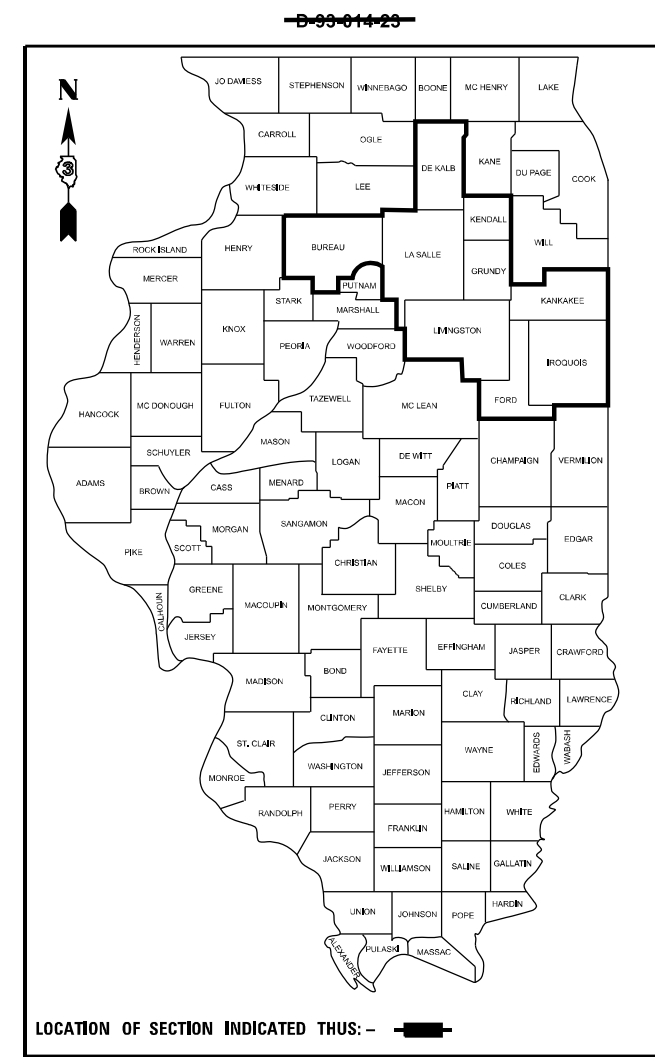 D-93-014-23
N
3
JO DAVIESS STEPHENSON WINNEBAGO BOONE MC HENRY LAKE
CARROLL OGLE DE KALB KANE DU PAGE COOK
WHITESIDE LEE
KENDALL
ROCK ISLAND HENRY BUREAU LA SALLE WILL
MERCER PUTNAM GRUNDY
STARK MARSHALL KANKAKEE
HENDERSON WARREN KNOX PEORIA WOODFORD LIVINGSTON IROQUOIS
HANCOCK MC DONOUGH FULTON TAZEWELL MC LEAN FORD
SCHUYLER MASON
ADAMS BROWN CASS MENARD LOGAN DE WITT PIATT CHAMPAIGN VERMILION
MACON
PIKE SCOTT MORGAN SANGAMON CHRISTIAN MOULTRIE DOUGLAS EDGAR
COLES
CALHOUN GREENE MACOUPIN MONTGOMERY SHELBY CUMBERLAND CLARK
JERSEY FAYETTE EFFINGHAM JASPER CRAWFORD
MADISON BOND
CLAY RICHLAND LAWRENCE
CLINTON MARION
ST. CLAIR WAYNE EDWARDS WABASH
MONROE WASHINGTON JEFFERSON
RANDOLPH PERRY HAMILTON WHITE
FRANKLIN
JACKSON WILLIAMSON SALINE GALLATIN
UNION JOHNSON POPE HARDIN
ALEXANDER PULASKI MASSAC
LOCATION OF SECTION INDICATED THUS: -